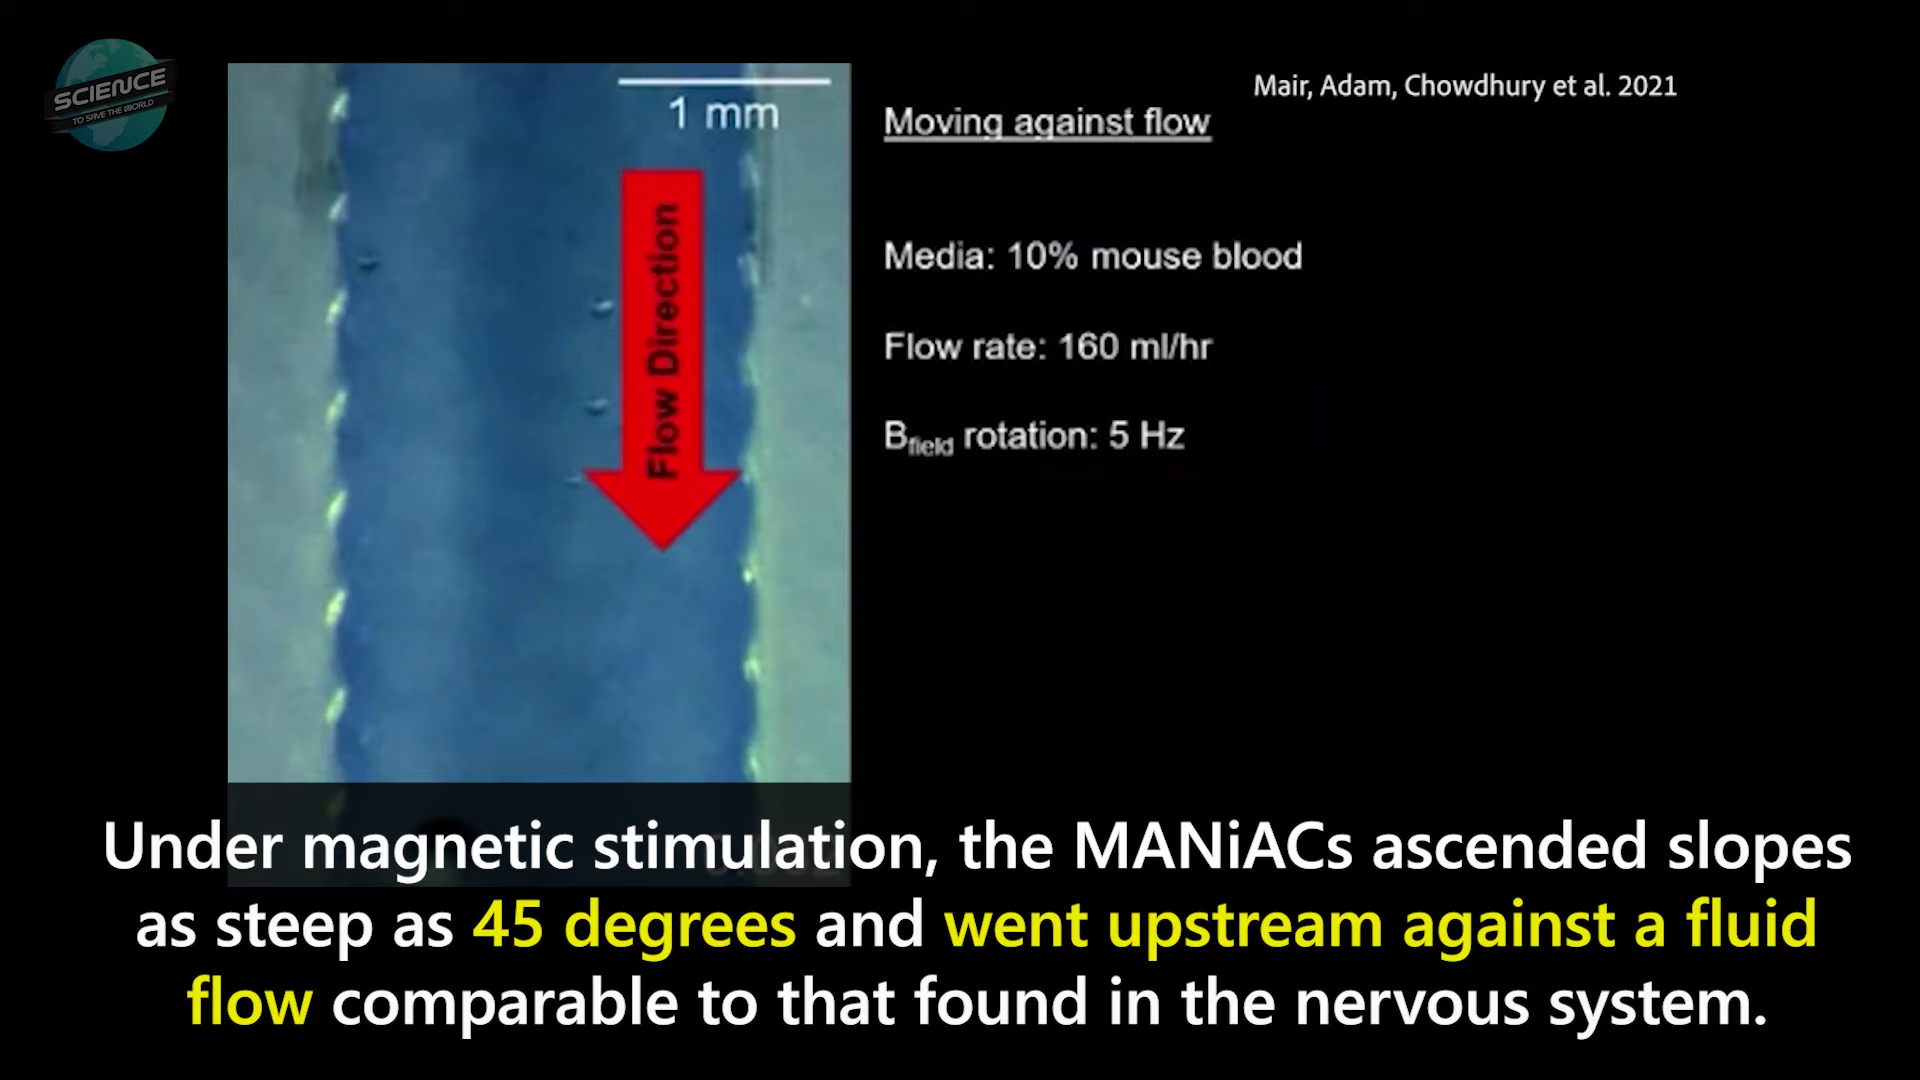 SCIENCE
TO SAVE THE WORLD
1 mm
Flow Direction
Mair, Adam, Chowdhury et al. 2021
Moving against flow
Media: 10% mouse blood
Flow rate: 160 ml/hr
Bfield rotation: 5 Hz
Under magnetic stimulation, the MANiACs ascended slopes
as steep as 45 degrees and went upstream against a fluid
flow comparable to that found in the nervous system.